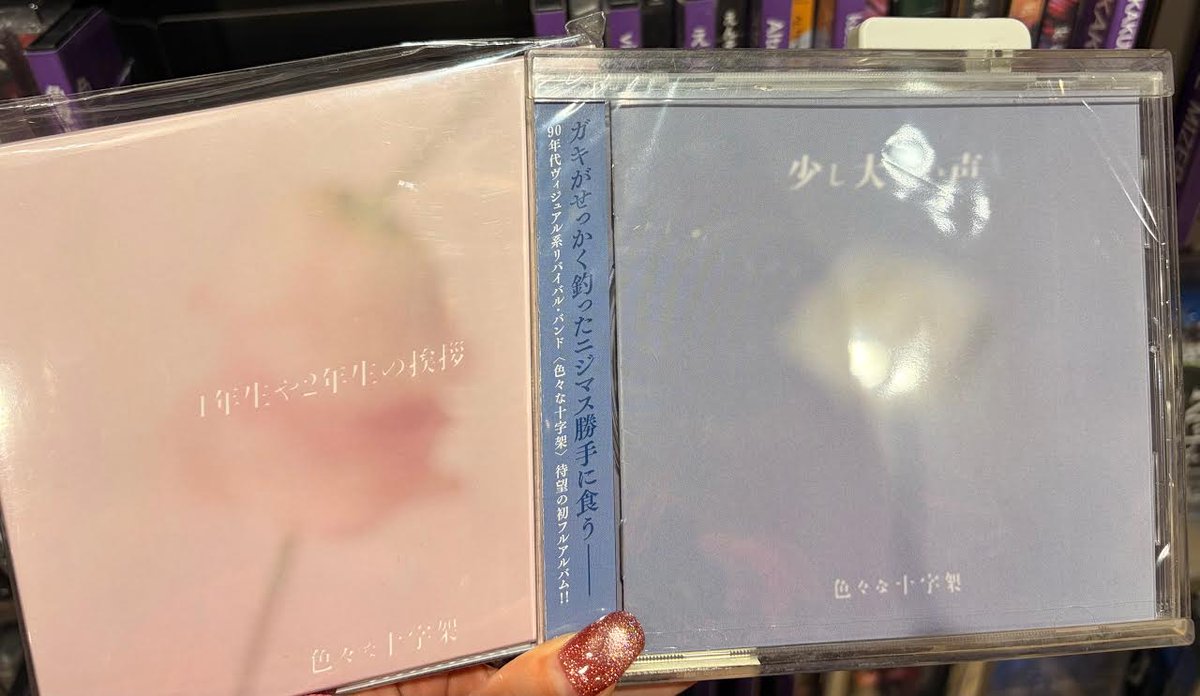 1年生や2年生の挨拶
色々な十字架
ガキがせっかく釣ったニジマス勝手に食う——
90年代ヴィジュアル系リバイバル・バンド〈色々な十字架〉待望の初フルアルバム!!
少し大 声
色々な十字架
KAKU